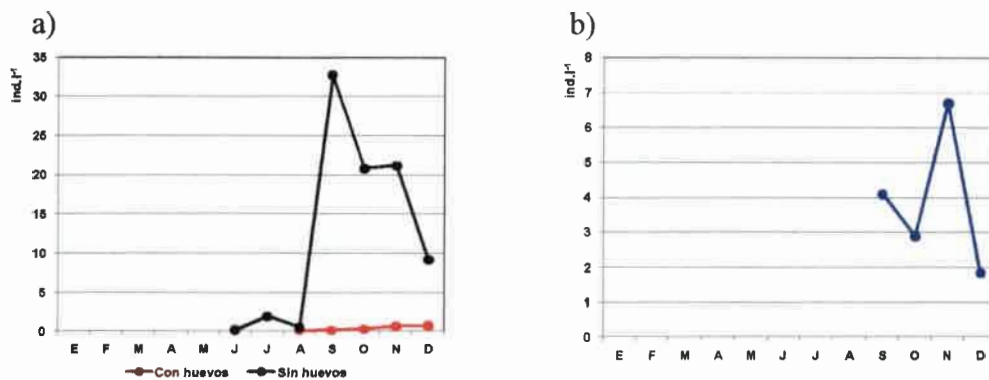 a)
35
30
25
20
15
10
5
0
ind.l⁻¹
E F M A M J J A S O N D
Con huevos Sin huevos
b)
8
7
6
5
4
3
2
1
0
ind.l⁻¹
E F M A M J J A S O N D